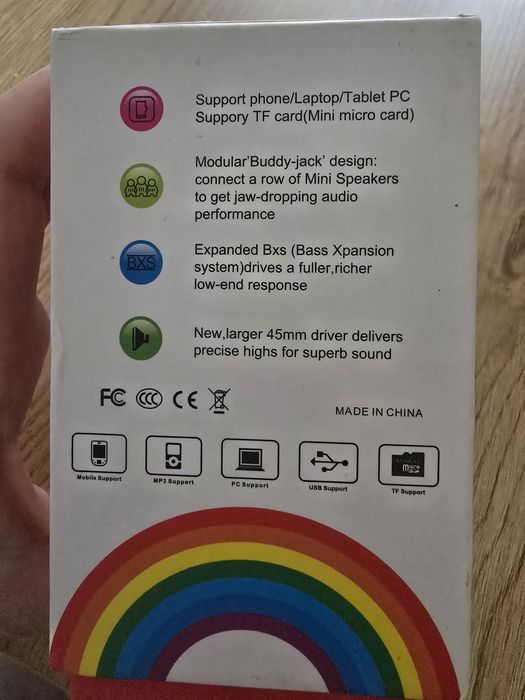 Support phone/Laptop/Tablet PC
Suppory TF card(Mini micro card)
Modular'Buddy-jack' design:
connect a row of Mini Speakers
to get jaw-dropping audio
performance
BXS
Expanded Bxs (Bass Xpansion
system)drives a fuller,richer
low-end response
New,larger 45mm driver delivers
precise highs for superb sound
FC CCC CE
MADE IN CHINA
Mobile Support
MP3 Support
PC Support
USB Support
micro
TF Support